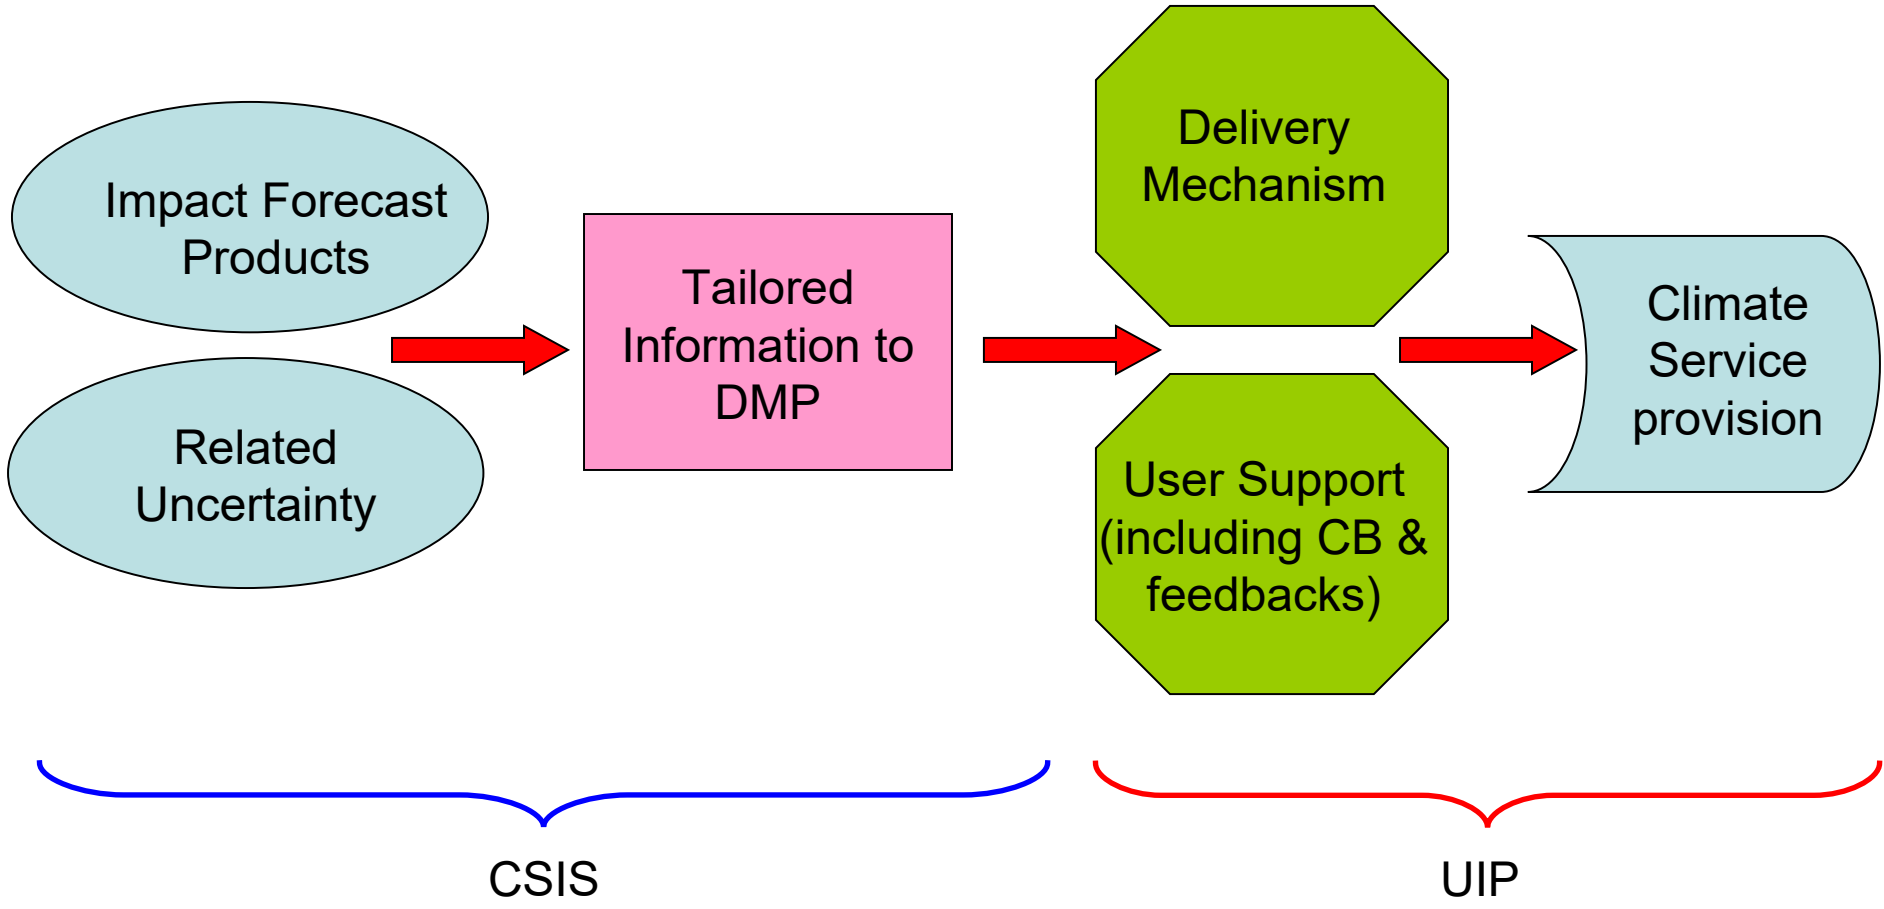 Impact Forecast
Products
Related
Uncertainty
Tailored
Information to
DMP
Delivery
Mechanism
User Support
(including CB &
feedbacks)
Climate
Service
provision
CSIS
UIP